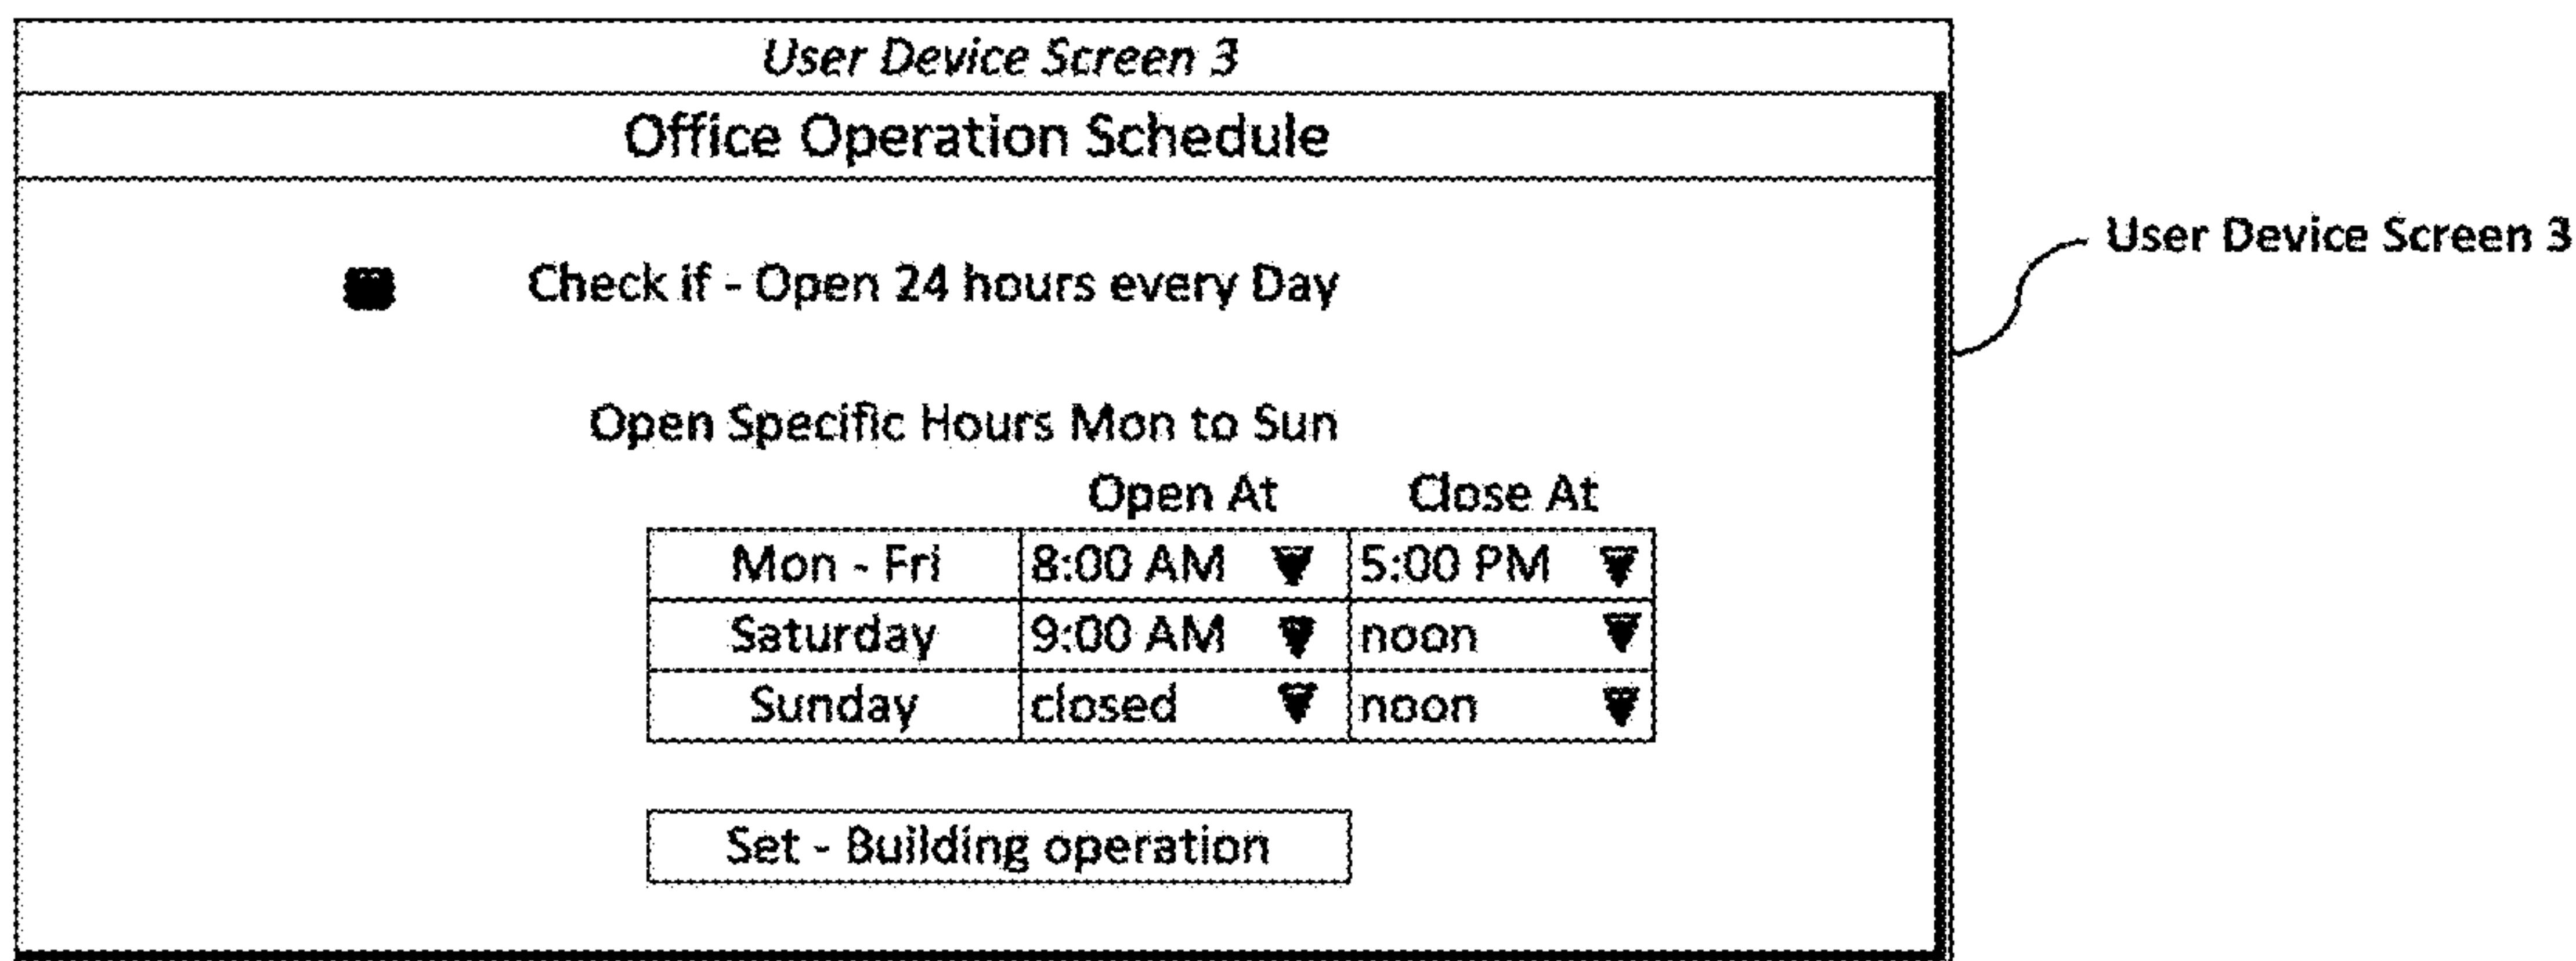 User Device Screen 3
Office Operation Schedule
User Device Screen 3
Check if - Open 24 hours every Day
Open Specific Hours Mon to Sun
Open At Close At
Mon - Fri 8:00 AM 5:00 PM
Saturday 9:00 AM noon
Sunday closed noon
Set - Building operation